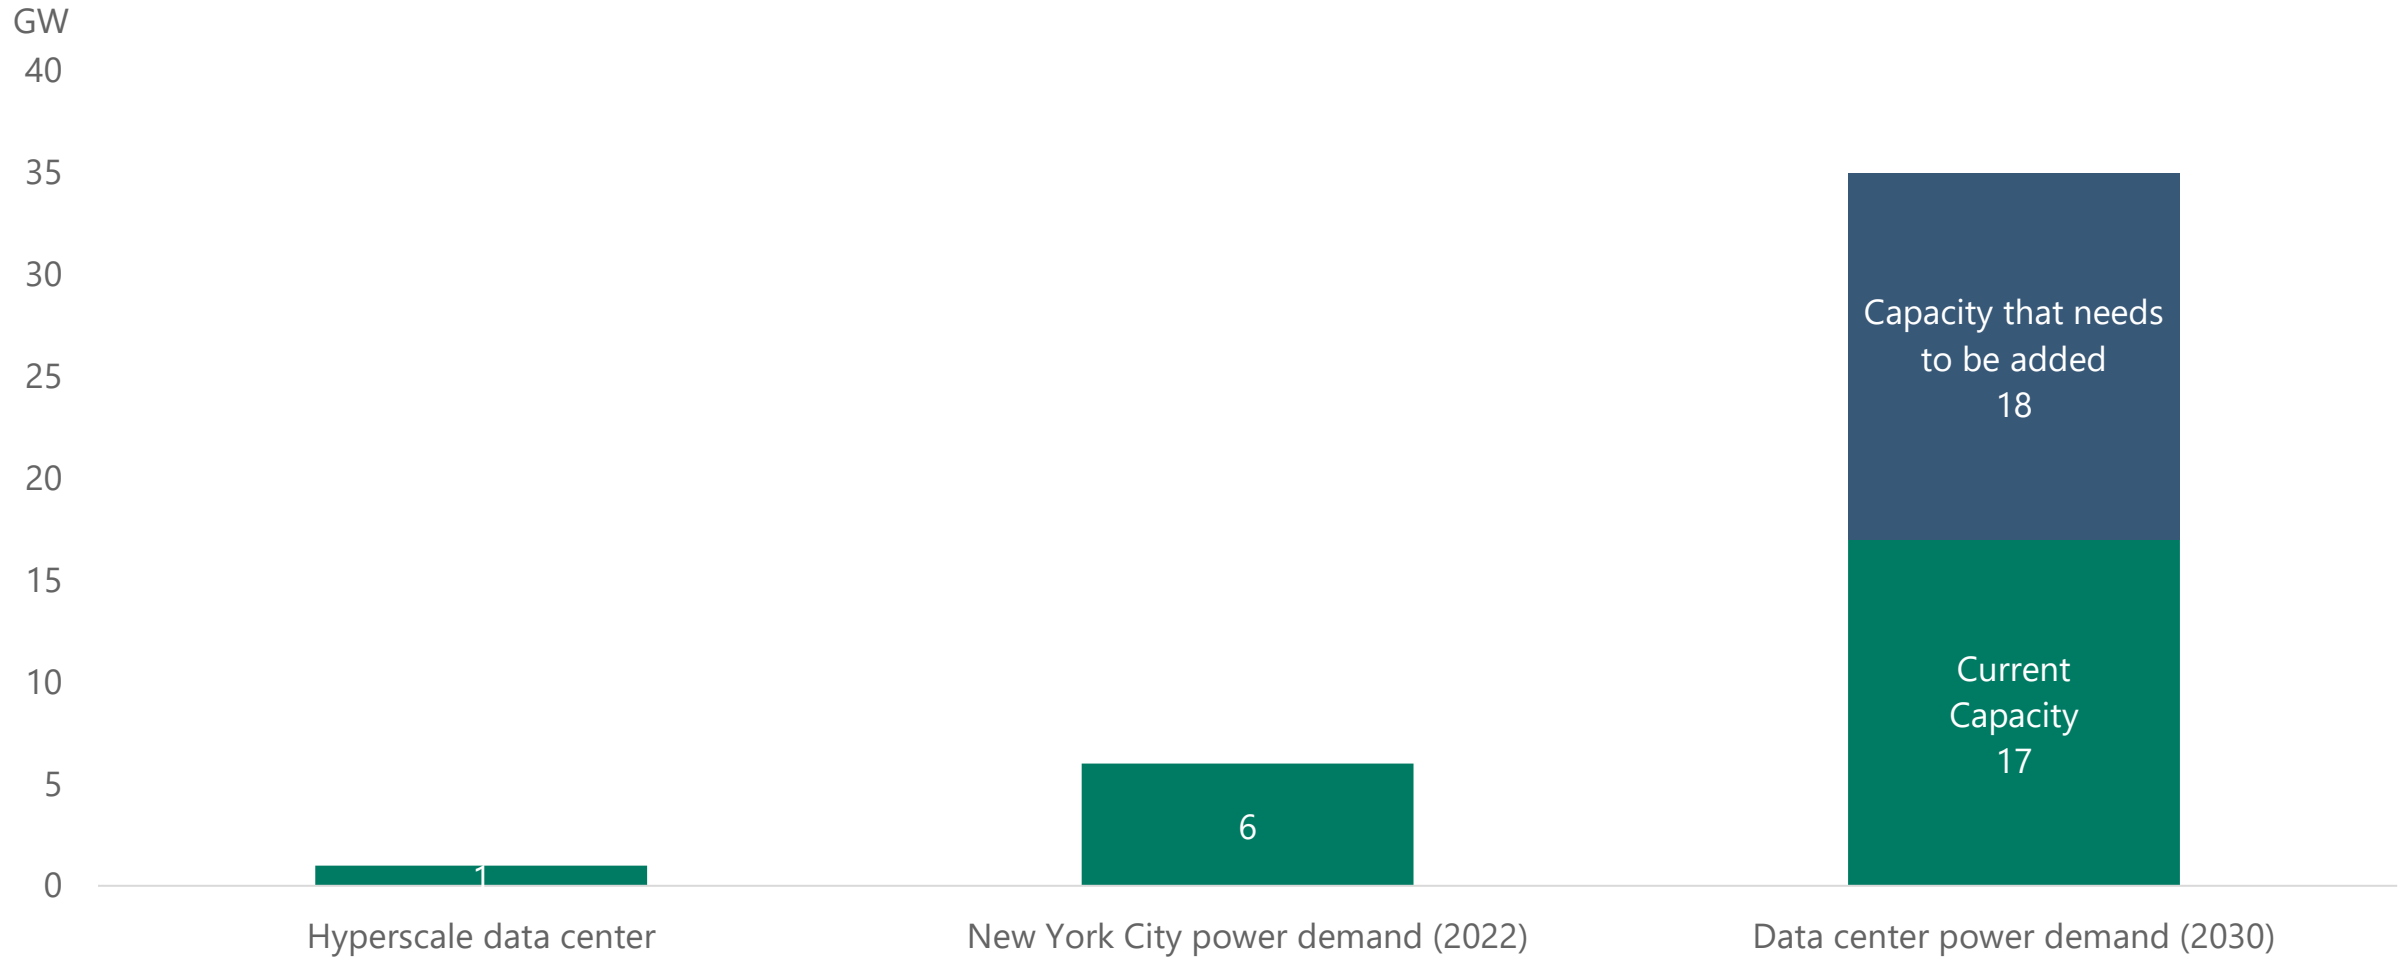 GW
40
35
30
25
20
15
10
5
0
Capacity that needs
to be added
18
Current
Capacity
17
6
1
Hyperscale data center
New York City power demand (2022)
Data center power demand (2030)